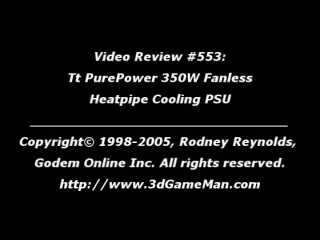 Video Review #553:
Tt PurePower 350W Fanless
Heatpipe Cooling PSU
Copyright© 1998-2005, Rodney Reynolds,
Godem Online Inc. All rights reserved.
http://www.3dGameMan.com